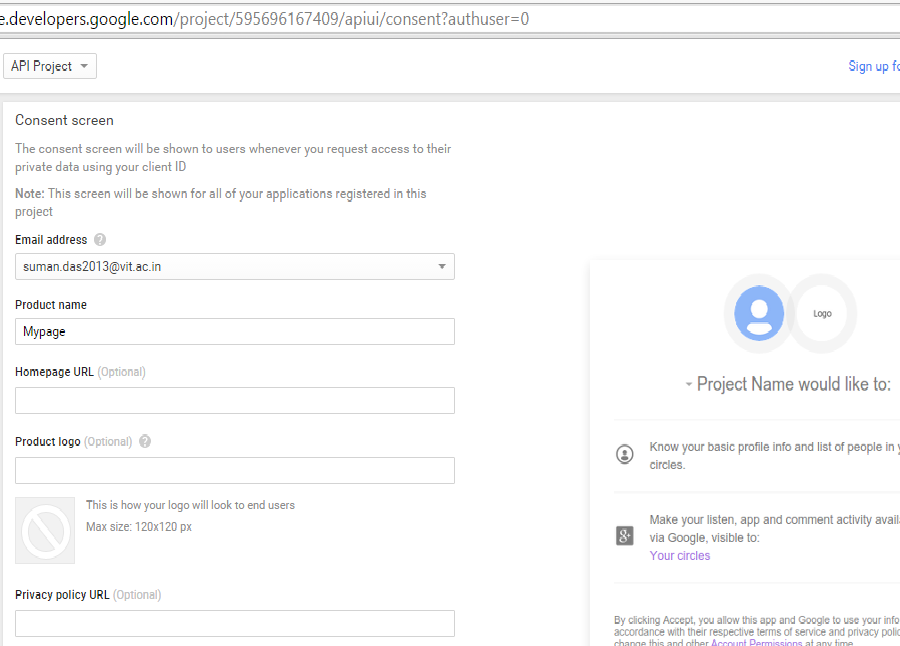 e.developers.google.com/project/595696167409/apiui/consent?authuser=0
API Project
Sign up fo
Consent screen
The consent screen will be shown to users whenever you request access to their
private data using your client ID
Note: This screen will be shown for all of your applications registered in this
project
Email address ?
suman.das2013@vit.ac.in
Product name
Mypage
Homepage URL (Optional)
Product logo (Optional) ?
This is how your logo will look to end users
Max size: 120x120 px
Privacy policy URL (Optional)
Logo
Project Name would like to:
Know your basic profile info and list of people in y
circles.
g+
Make your listen, app and comment activity avail
via Google, visible to:
Your circles
By clicking Accept, you allow this app and Google to use your info
accordance with their respective terms of service and privacy polic
change this and other Account Permissions at any time.